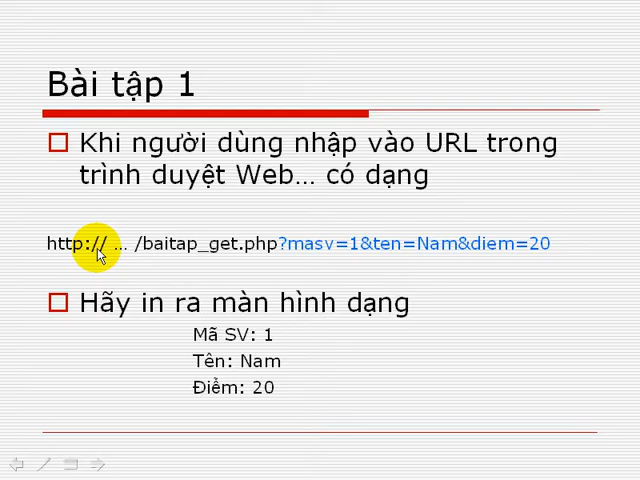 Bài tập 1
Khi người dùng nhập vào URL trong
trình duyệt Web... có dạng
http:// ... /baitap_get.php?masv=1&ten=Nam&diem=20
Hãy in ra màn hình dạng
Mã SV: 1
Tên: Nam
Điểm: 20